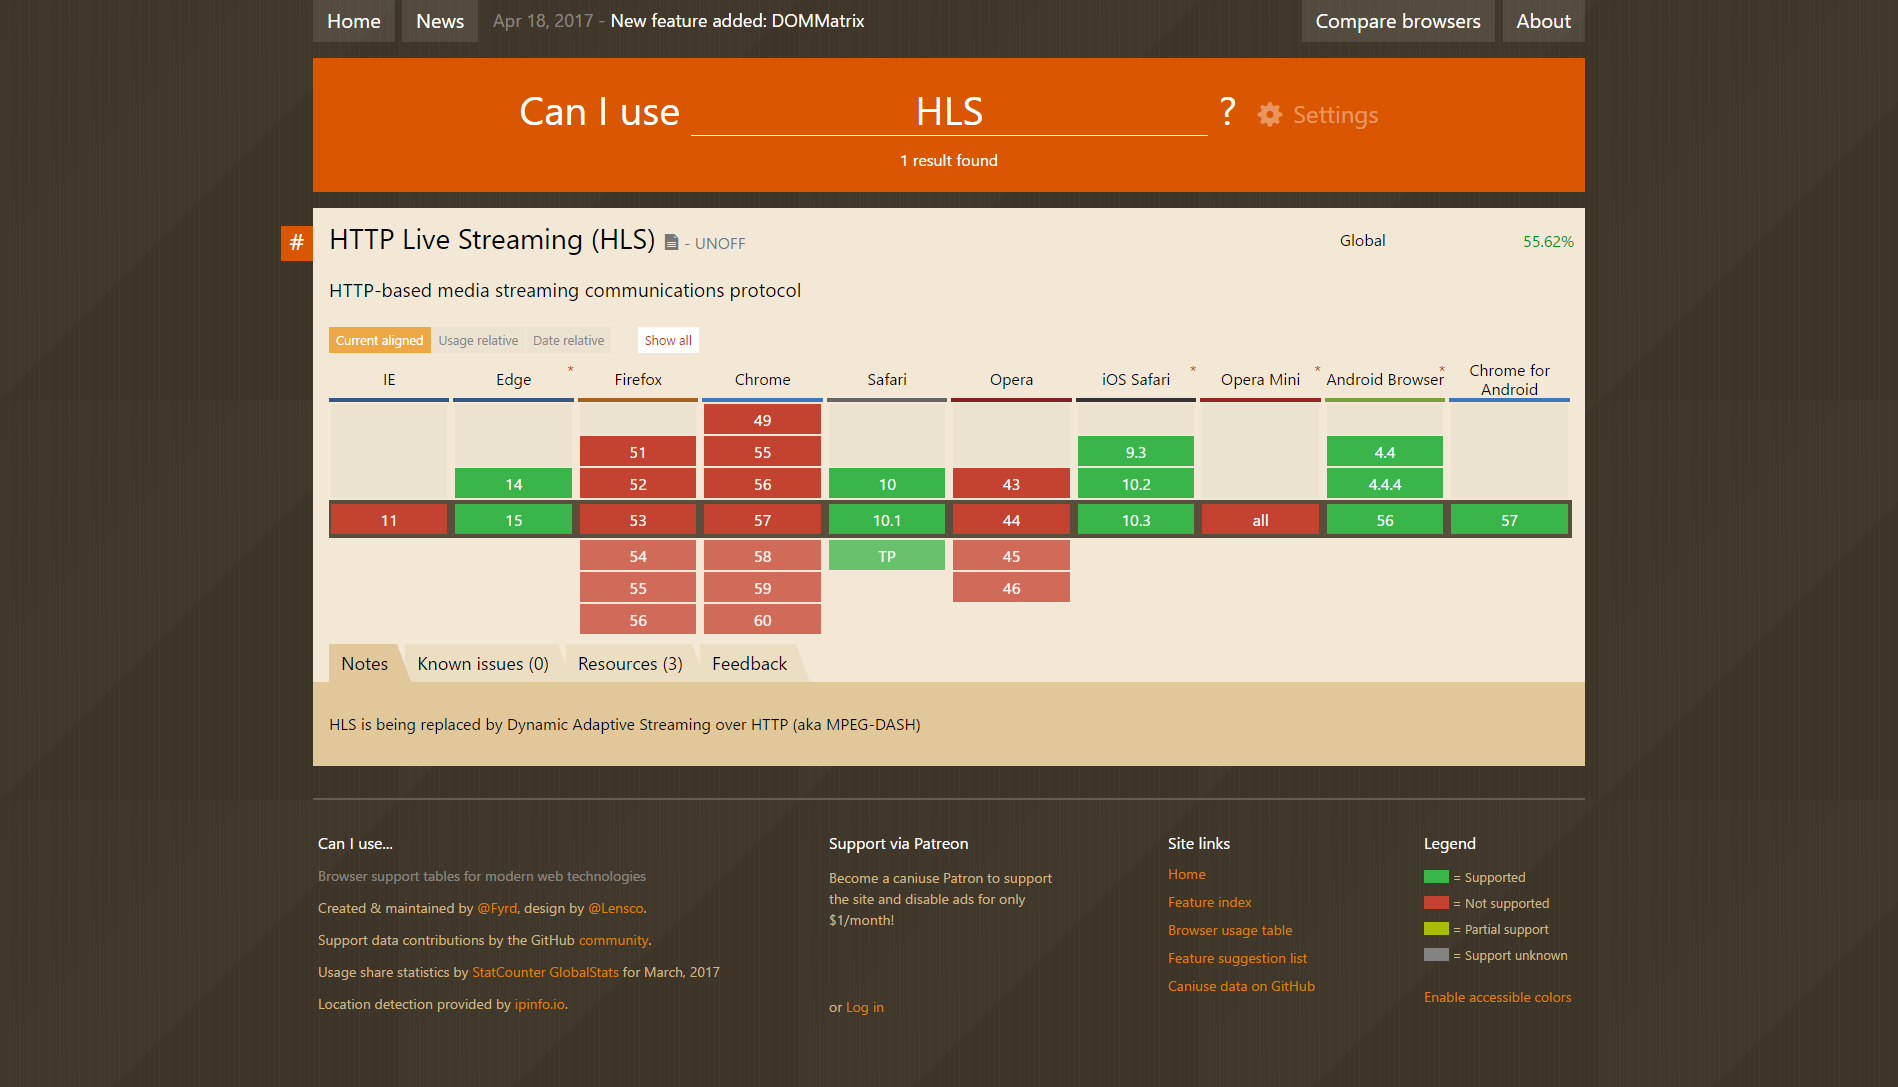 Home News Apr 18, 2017 - New feature added: DOMMatrix Compare browsers About
Can I use HLS ? Settings
1 result found
# HTTP Live Streaming (HLS) - UNOFF Global 55.62%
HTTP-based media streaming communications protocol
Current aligned Usage relative Date relative Show all
IE Edge * Firefox Chrome Safari Opera iOS Safari * Opera Mini * Android Browser * Chrome for Android
49
51 55 9.3 4.4
14 52 56 10 43 10.2 4.4.4
11 15 53 57 10.1 44 10.3 all 56 57
54 58 TP 45
55 59 46
56 60
Notes Known issues (0) Resources (3) Feedback
HLS is being replaced by Dynamic Adaptive Streaming over HTTP (aka MPEG-DASH)
Can I use...
Browser support tables for modern web technologies
Created & maintained by @Fyrd, design by @Lensco.
Support data contributions by the GitHub community.
Usage share statistics by StatCounter GlobalStats for March, 2017
Location detection provided by ipinfo.io.
Support via Patreon
Become a caniuse Patron to support
the site and disable ads for only
$1/month!
or Log in
Site links
Home
Feature index
Browser usage table
Feature suggestion list
Caniuse data on GitHub
Legend
= Supported
= Not supported
= Partial support
= Support unknown
Enable accessible colors